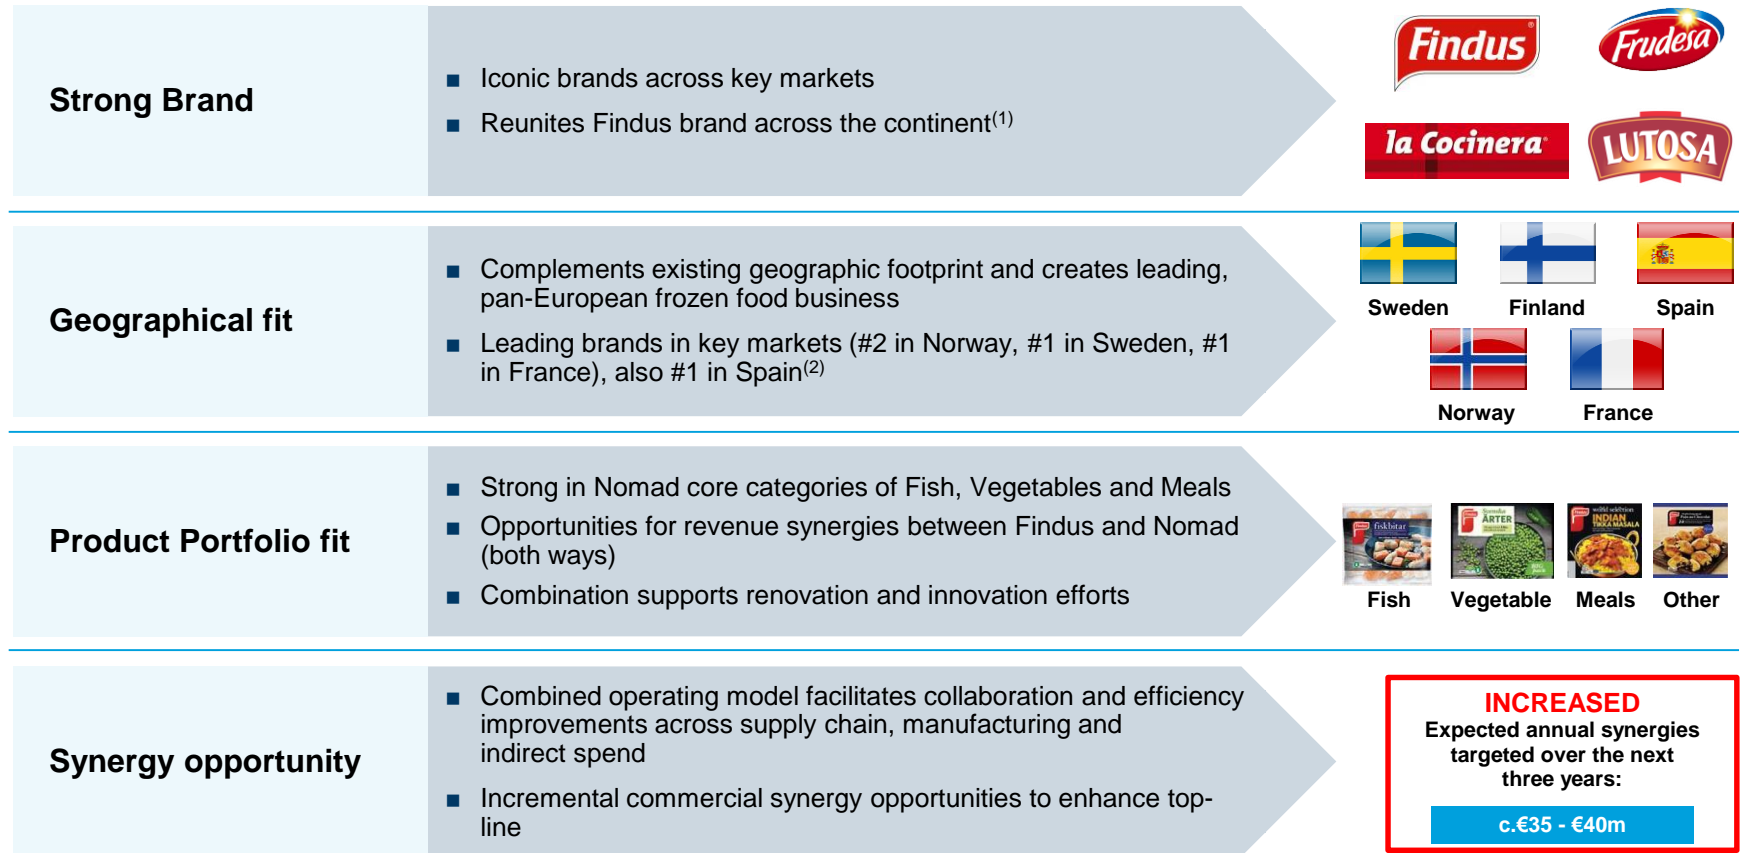 Strong Brand
■ Iconic brands across key markets
■ Reunites Findus brand across the continent(1)
Findus
Frudesa
la Cocinera
LUTOSA
Geographical fit
■ Complements existing geographic footprint and creates leading,
pan-European frozen food business
■ Leading brands in key markets (#2 in Norway, #1 in Sweden, #1
in France), also #1 in Spain(2)
Sweden
Finland
Spain
Norway
France
Product Portfolio fit
■ Strong in Nomad core categories of Fish, Vegetables and Meals
■ Opportunities for revenue synergies between Findus and Nomad
(both ways)
■ Combination supports renovation and innovation efforts
fiskbitar
ÄRTER
INDIAN
TIKKA MASALA
Fish
Vegetable
Meals
Other
Synergy opportunity
■ Combined operating model facilitates collaboration and efficiency
improvements across supply chain, manufacturing and
indirect spend
■ Incremental commercial synergy opportunities to enhance top-
line
INCREASED
Expected annual synergies
targeted over the next
three years:
c.€35 - €40m